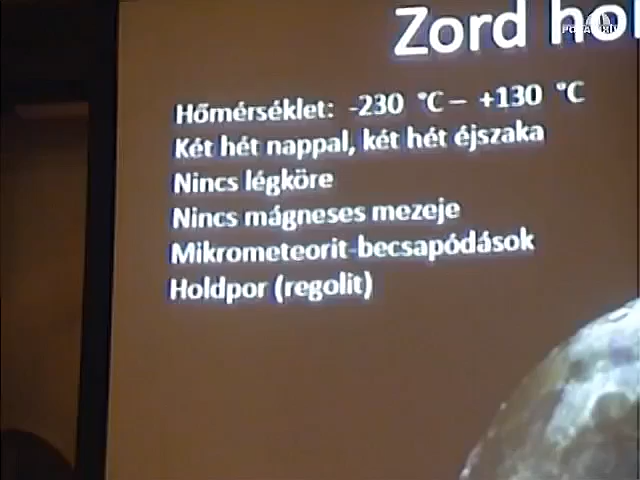 Zord hol
Hőmérséklet: -230 °C – +130 °C
Két hét nappal, két hét éjszaka
Nincs légköre
Nincs mágneses mezeje
Mikrometeorit-becsapódások
Holdpor (regolit)